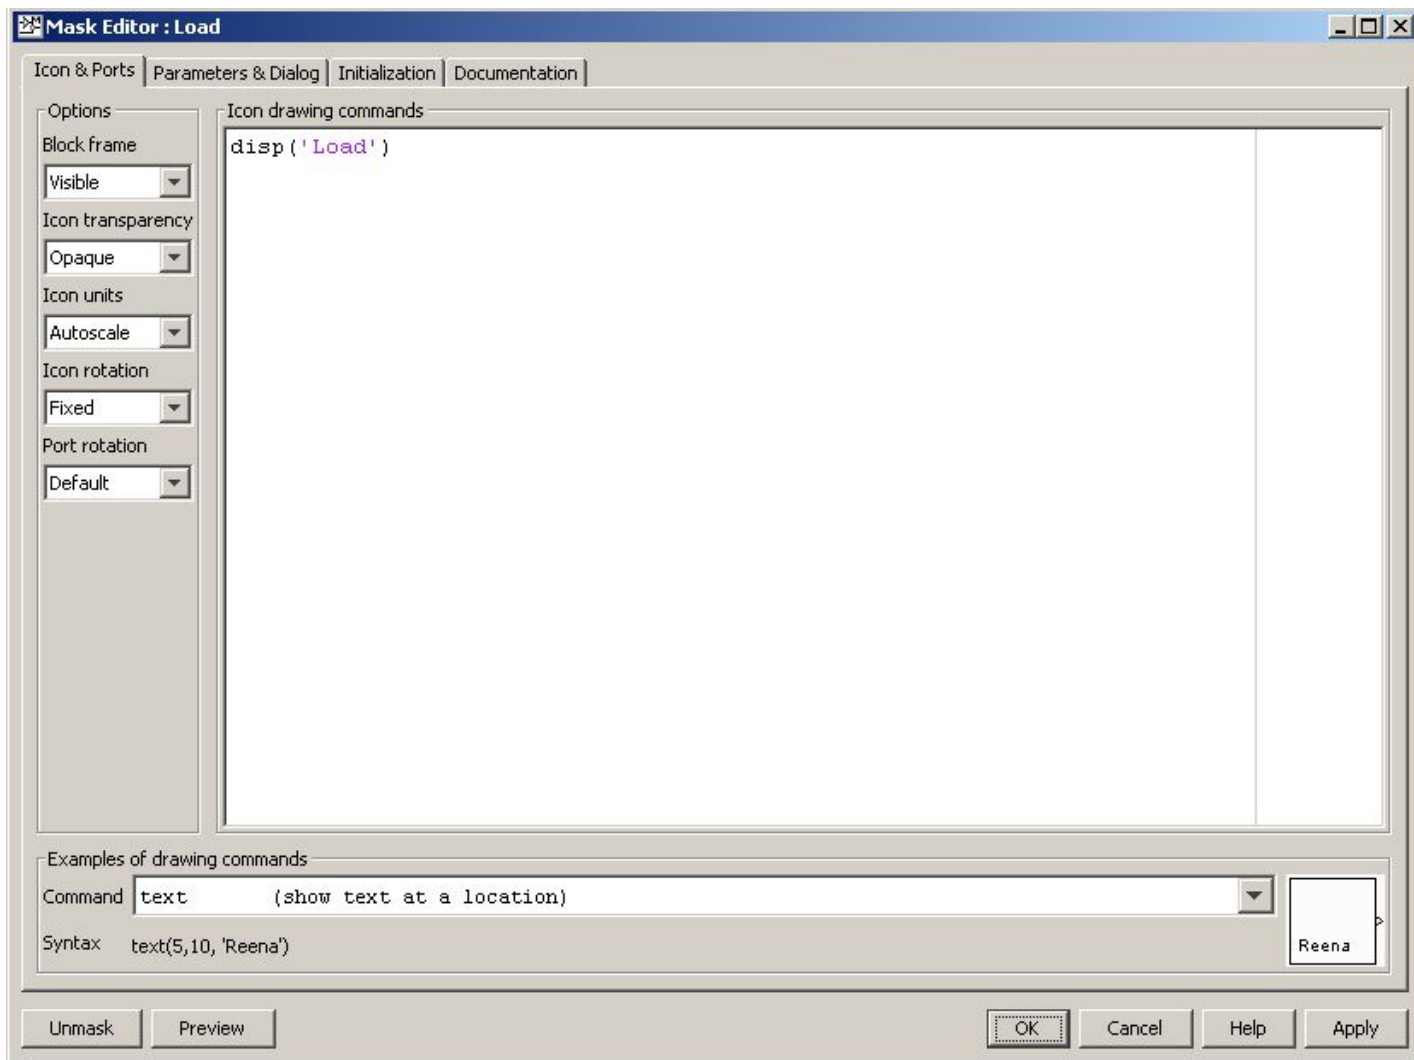 Mask Editor : Load
Icon & Ports Parameters & Dialog Initialization Documentation
Options
Block frame
Visible
Icon transparency
Opaque
Icon units
Autoscale
Icon rotation
Fixed
Port rotation
Default
Icon drawing commands
disp('Load')
Examples of drawing commands
Command text (show text at a location)
Syntax text(5,10, 'Reena')
Reena
Unmask Preview OK Cancel Help Apply